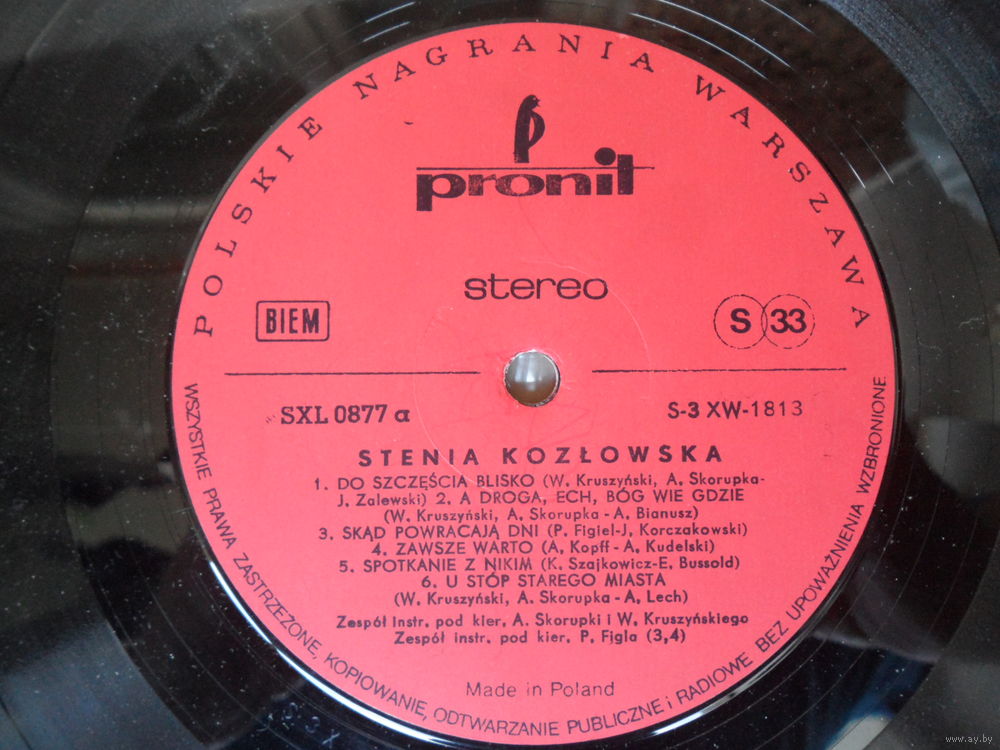 POLSKIE NAGRANIA WARSZAWA
pronit
stereo
BIEM
S 33
SXL 0877 a
S-3 XW-1813
STENIA KOZŁOWSKA
1. DO SZCZĘŚCIA BLISKO (W. Kruszyński, A. Skorupka-
J. Zalewski) 2. A DROGA, ECH, BÓG WIE GDZIE
(W. Kruszyński, A. Skorupka - A. Bianusz)
3. SKĄD POWRACAJĄ DNI (P. Figiel-J. Korczakowski)
4. ZAWSZE WARTO (A. Kopff - A. Kudelski)
5. SPOTKANIE Z NIKIM (K. Szajkowicz-E. Bussold)
6. U STÓP STAREGO MIASTA
(W. Kruszyński, A. Skorupka - A. Lech)
Zespół instr. pod kier. A. Skorupki i W. Kruszyńskiego
Zespół instr. pod kier. P. Figla (3,4)
Made in Poland
WSZYSTKIE PRAWA ZASTRZEŻONE, KOPIOWANIE, ODTWARZANIE PUBLICZNE i RADIOWE BEZ UPOWAŻNIENIA WZBRONIONE
www.ay.by